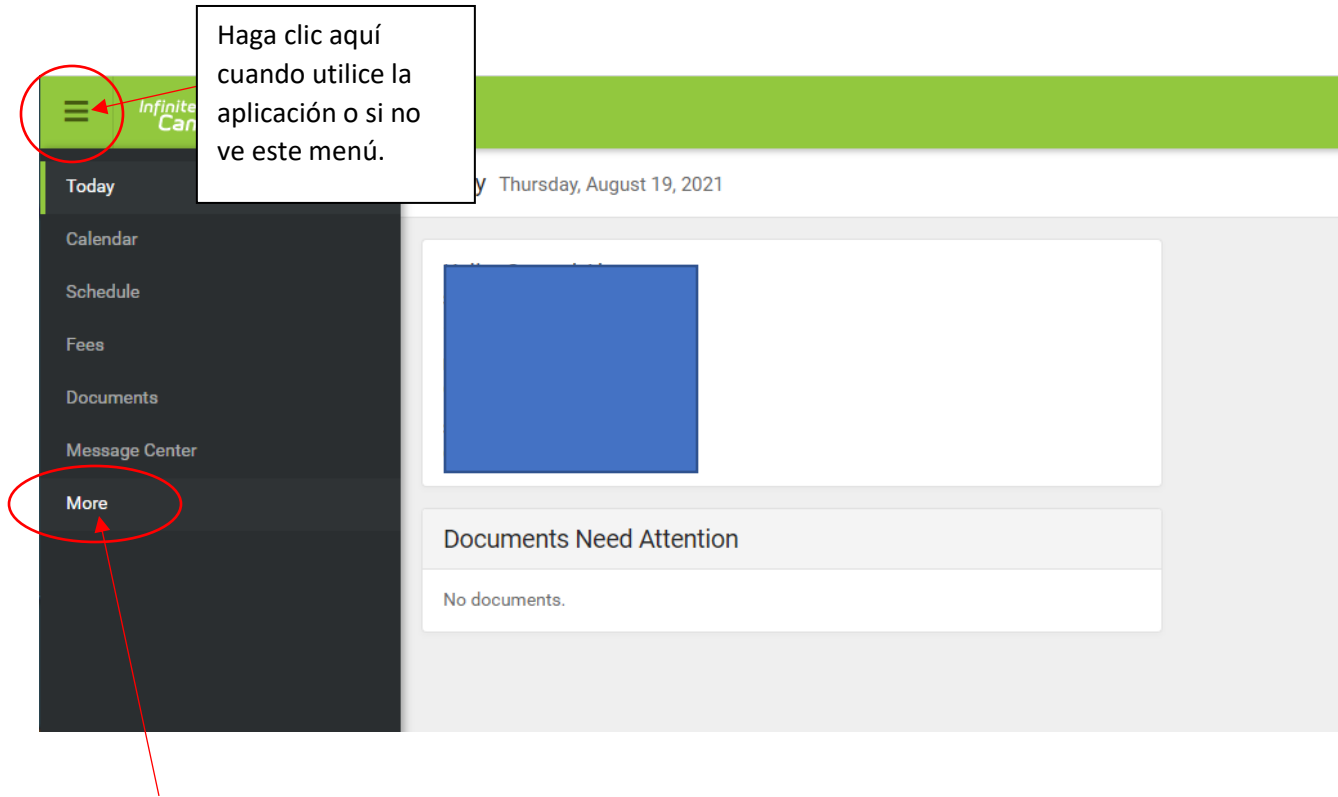 Haga clic aquí
cuando utilice la
aplicación o si no
ve este menú.
Infinite
Today
Thursday, August 19, 2021
Calendar
Schedule
Fees
Documents
Message Center
More
Documents Need Attention
No documents.